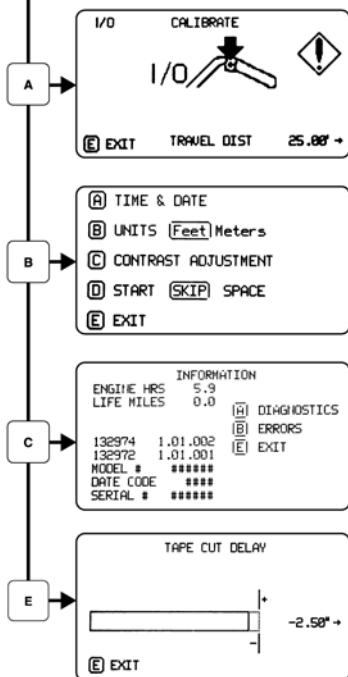 I/O CALIBRATE
A
I/O
C
E EXIT TRAVEL DIST 25.00' →
A TIME & DATE
B UNITS Feet Meters
B
C CONTRAST ADJUSTMENT
D START SKIP SPACE
E EXIT
INFORMATION
ENGINE HRS 5.9
LIFE MILES 0.0
A DIAGNOSTICS
B ERRORS
C
132974 1.01.002
E EXIT
132972 1.01.001
MODEL # ######
DATE CODE ####
SERIAL # ######
TAPE CUT DELAY
+
E
-2.50" →
-
E EXIT